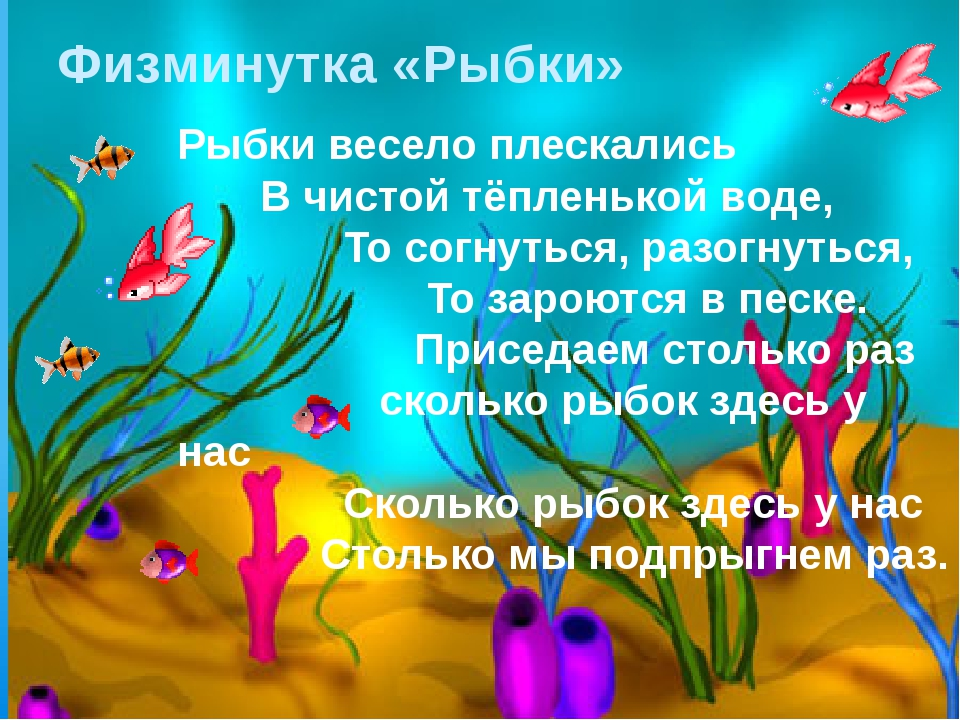 Физминутка «Рыбки»
Рыбки весело плескались
В чистой тёпленькой воде,
То согнуться, разогнуться,
То зароются в песке.
Приседаем столько раз
сколько рыбок здесь у
нас
Сколько рыбок здесь у нас
Столько мы подпрыгнем раз.